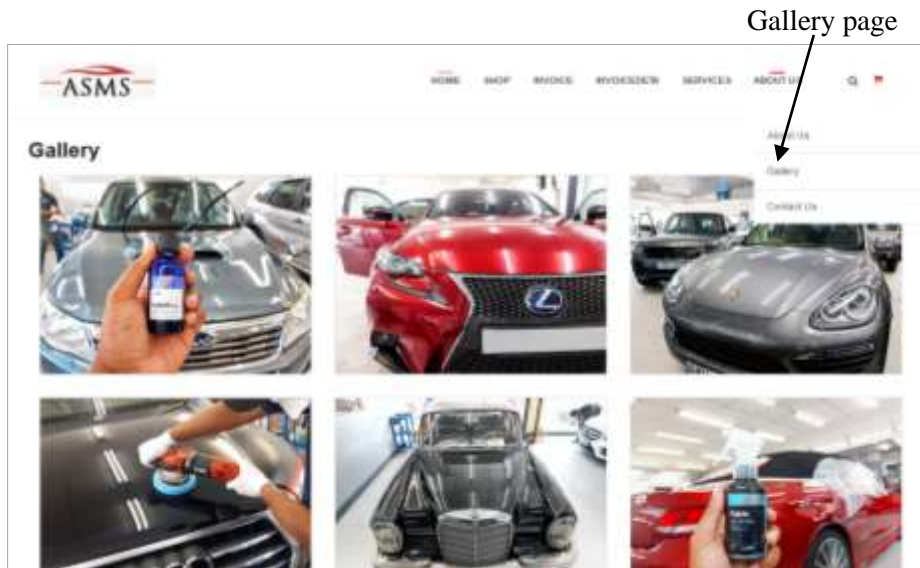 Gallery page
ASMS
HOME SHOP INVOICE SERVICES ABOUT US
About Us
Gallery
Gallery
Contact Us